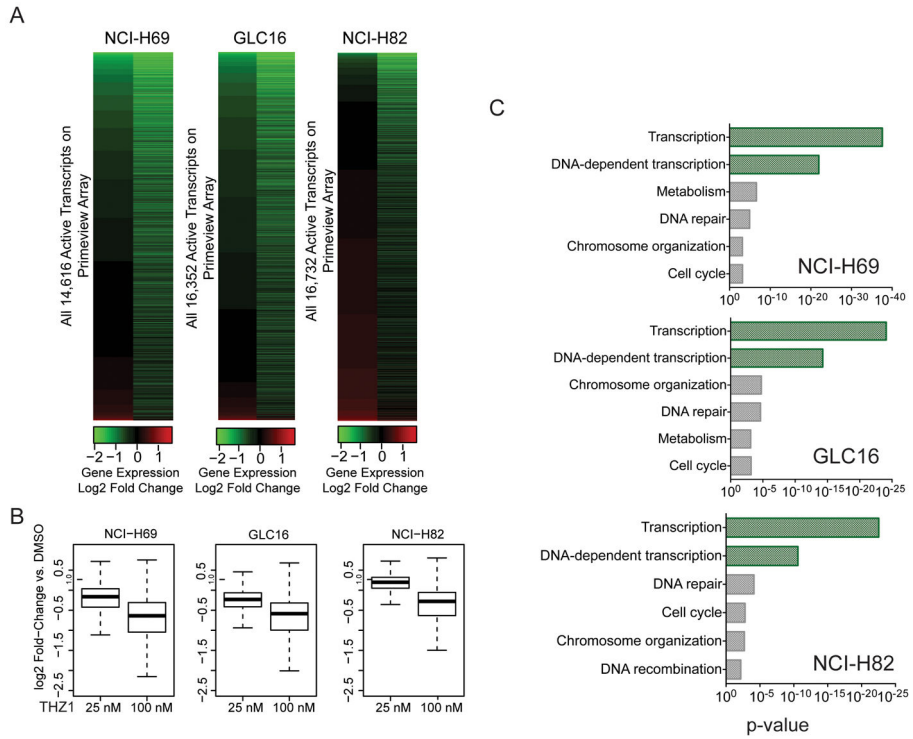 A
NCI-H69
GLC16
NCI-H82
All 14,616 Active Transcripts on
Primeview Array
All 16,352 Active Transcripts on
Primeview Array
All 16,732 Active Transcripts on
Primeview Array
−2 −1 0 1
Gene Expression
Log2 Fold Change
−2 −1 0 1
Gene Expression
Log2 Fold Change
−2 −1 0 1
Gene Expression
Log2 Fold Change
B
NCI−H69
GLC16
NCI−H82
log2 Fold−Change vs. DMSO
0.5
−0.5
−1.5
−2.5
1.0
0.5
−0.5
−1.5
−2.5
1.0
0.5
−0.5
−1.5
−2.5
1.0
THZ1
25 nM 100 nM
25 nM 100 nM
25 nM 100 nM
C
Transcription
DNA-dependent transcription
Metabolism
DNA repair
Chromosome organization
Cell cycle
NCI-H69
10⁰ 10⁻¹⁰ 10⁻²⁰ 10⁻³⁰ 10⁻⁴⁰
Transcription
DNA-dependent transcription
Chromosome organization
DNA repair
Metabolism
Cell cycle
GLC16
10⁰ 10⁻⁵ 10⁻¹⁰ 10⁻¹⁵ 10⁻²⁰ 10⁻²⁵
Transcription
DNA-dependent transcription
DNA repair
Cell cycle
Chromosome organization
DNA recombination
NCI-H82
10⁰ 10⁻⁵ 10⁻¹⁰ 10⁻¹⁵ 10⁻²⁰ 10⁻²⁵
p-value